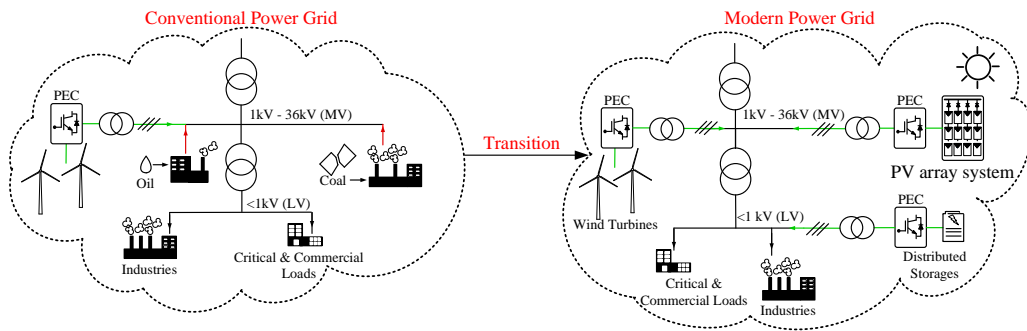 Conventional Power Grid
PEC
1kV - 36kV (MV)
Oil
Coal
<1kV (LV)
Industries
Critical & Commercial
Loads
Transition
Modern Power Grid
PEC
1kV - 36kV (MV)
PEC
PV array system
Wind Turbines
<1 kV (LV)
PEC
Critical &
Commercial Loads
Industries
Distributed
Storages